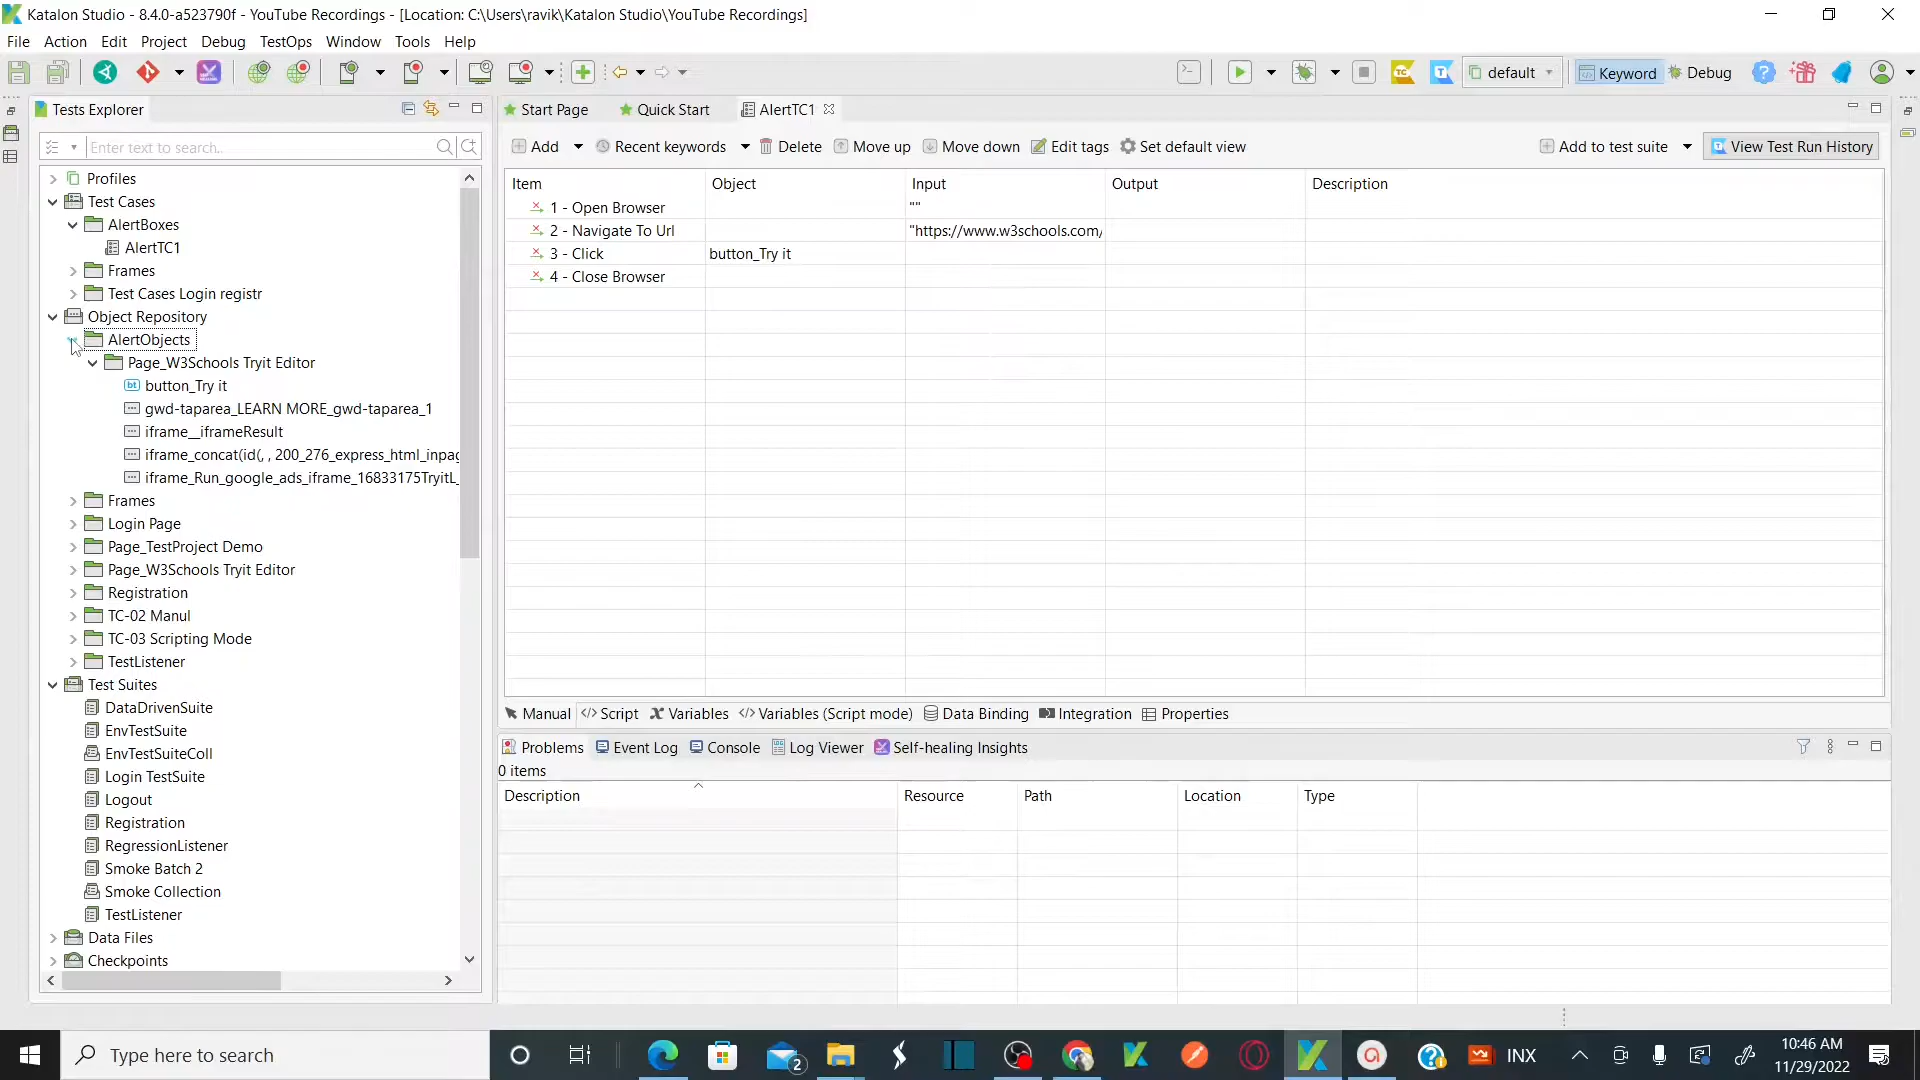 Katalon Studio - 8.4.0-a523790f - YouTube Recordings - [Location: C:\Users\ravik\Katalon Studio\YouTube Recordings]
File Action Edit Project Debug TestOps Window Tools Help
default Keyword Debug
Tests Explorer
Enter text to search..
Profiles
Test Cases
AlertBoxes
AlertTC1
Frames
Test Cases Login registr
Object Repository
AlertObjects
Page_W3Schools Tryit Editor
button_Try it
gwd-taparea_LEARN MORE_gwd-taparea_1
iframe__iframeResult
iframe_concat(id(, , 200_276_express_html_inpag
iframe_Run_google_ads_iframe_16833175TryitL_
Frames
Login Page
Page_TestProject Demo
Page_W3Schools Tryit Editor
Registration
TC-02 Manul
TC-03 Scripting Mode
TestListener
Test Suites
DataDrivenSuite
EnvTestSuite
EnvTestSuiteColl
Login TestSuite
Logout
Registration
RegressionListener
Smoke Batch 2
Smoke Collection
TestListener
Data Files
Checkpoints
Start Page Quick Start AlertTC1
Add Recent keywords Delete Move up Move down Edit tags Set default view Add to test suite View Test Run History
Item Object Input Output Description
1 - Open Browser ""
2 - Navigate To Url "https://www.w3schools.com/
3 - Click button_Try it
4 - Close Browser
Manual Script Variables Variables (Script mode) Data Binding Integration Properties
Problems Event Log Console Log Viewer Self-healing Insights
0 items
Description Resource Path Location Type
Type here to search
2
INX
10:46 AM
11/29/2022